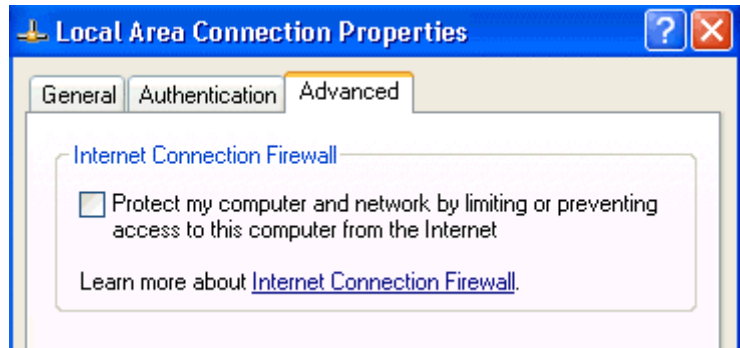 Local Area Connection Properties
General Authentication Advanced
Internet Connection Firewall
Protect my computer and network by limiting or preventing
access to this computer from the Internet
Learn more about Internet Connection Firewall.